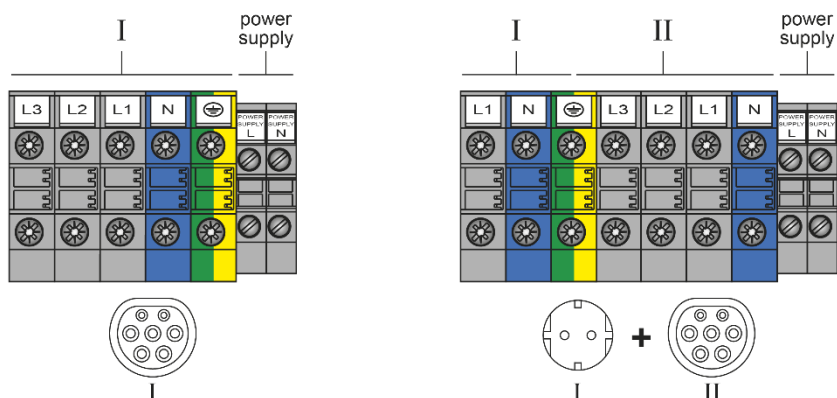 I
power
supply
L3 L2 L1 N
POWER
SUPPLY
L
POWER
SUPPLY
N
I
I
II
power
supply
L1 N L3 L2 L1 N
POWER
SUPPLY
L
POWER
SUPPLY
N
+
I
II